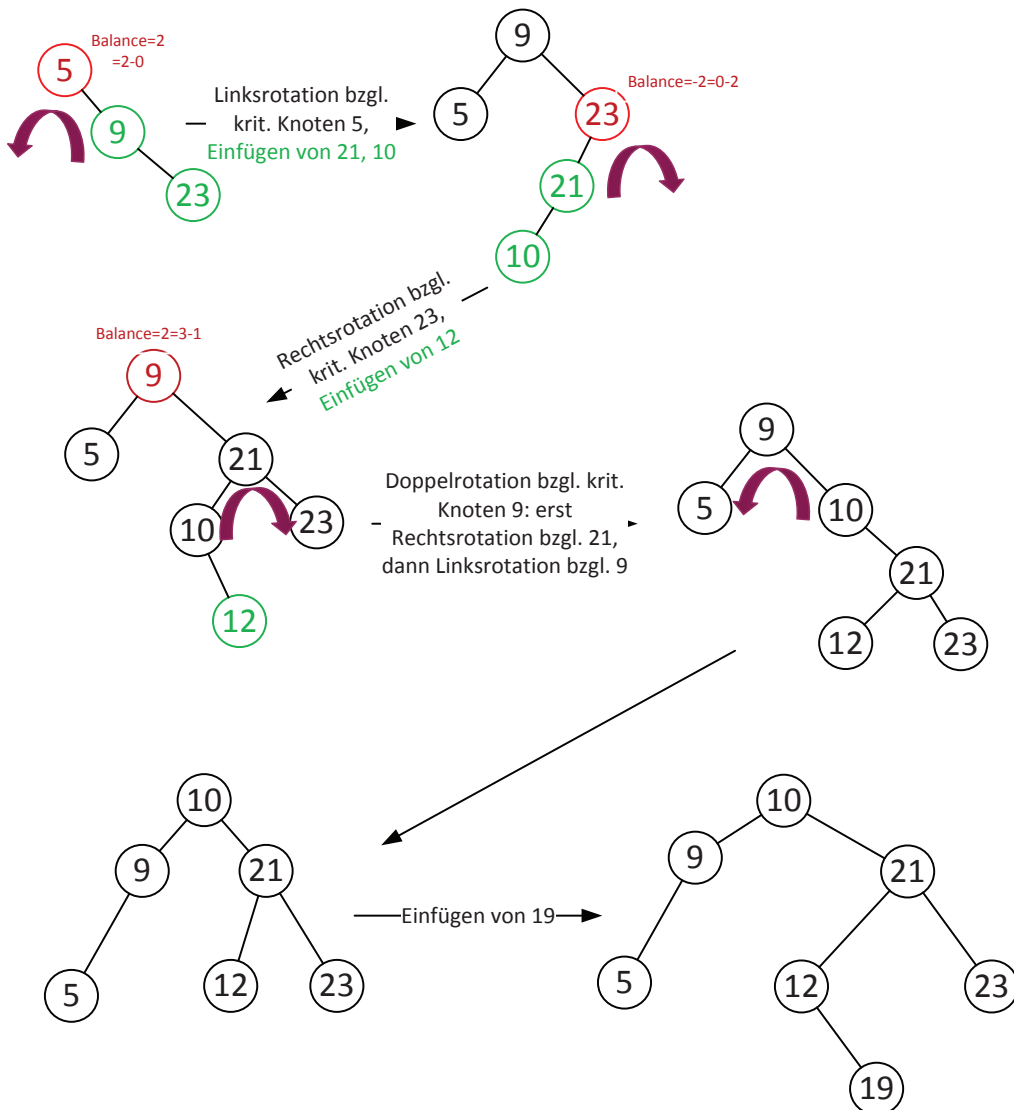 Balance=2
=2-0
5
9
23
Linksrotation bzgl.
krit. Knoten 5,
Einfügen von 21, 10
9
5
Balance=-2=0-2
23
21
10
Rechtsrotation bzgl.
krit. Knoten 23,
Einfügen von 12
Balance=2=3-1
9
5
21
10
23
12
Doppelrotation bzgl. krit.
Knoten 9: erst
Rechtsrotation bzgl. 21,
dann Linksrotation bzgl. 9
9
5
10
21
12
23
10
9
21
5
12
23
Einfügen von 19
10
9
21
5
12
23
19